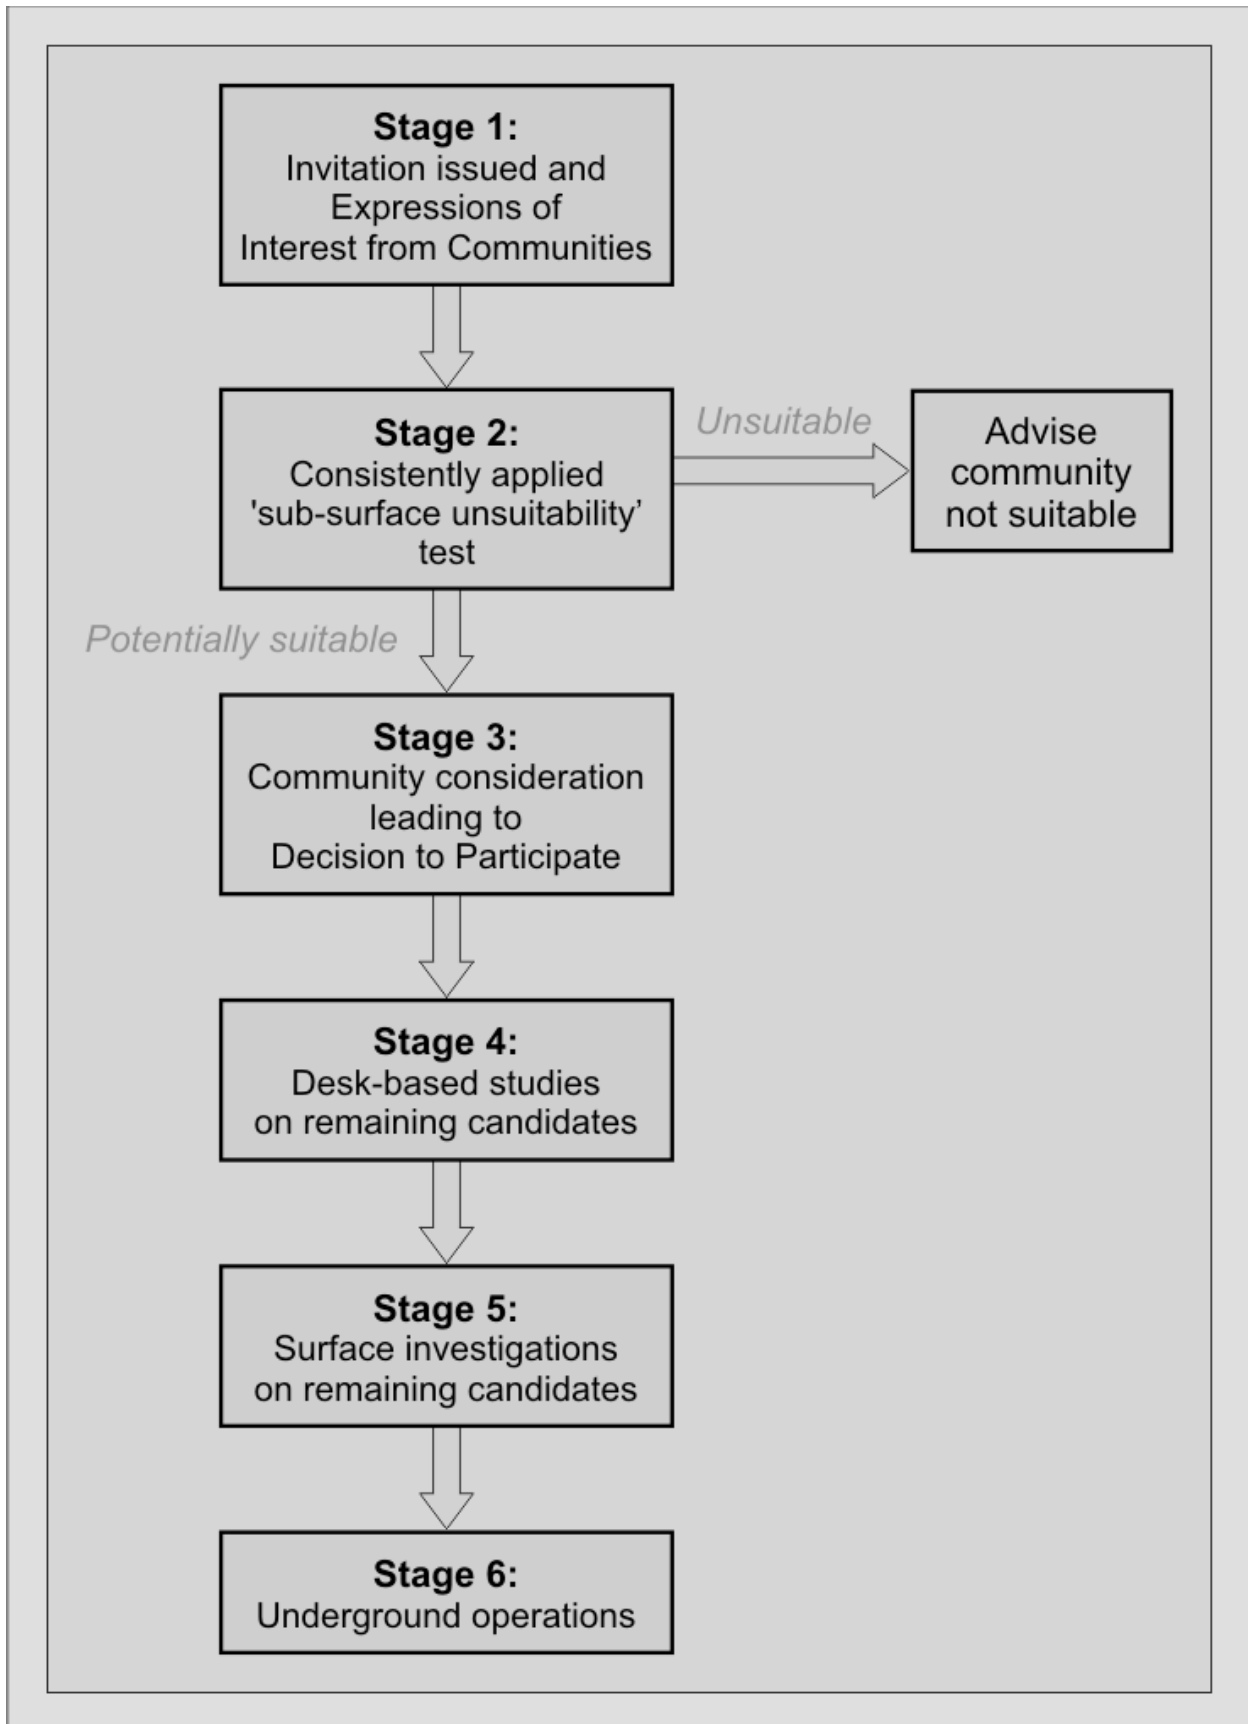 Stage 1:
Invitation issued and
Expressions of
Interest from Communities
Stage 2:
Consistently applied
'sub-surface unsuitability’
test
Unsuitable
Advise
community
not suitable
Potentially suitable
Stage 3:
Community consideration
leading to
Decision to Participate
Stage 4:
Desk-based studies
on remaining candidates
Stage 5:
Surface investigations
on remaining candidates
Stage 6:
Underground operations